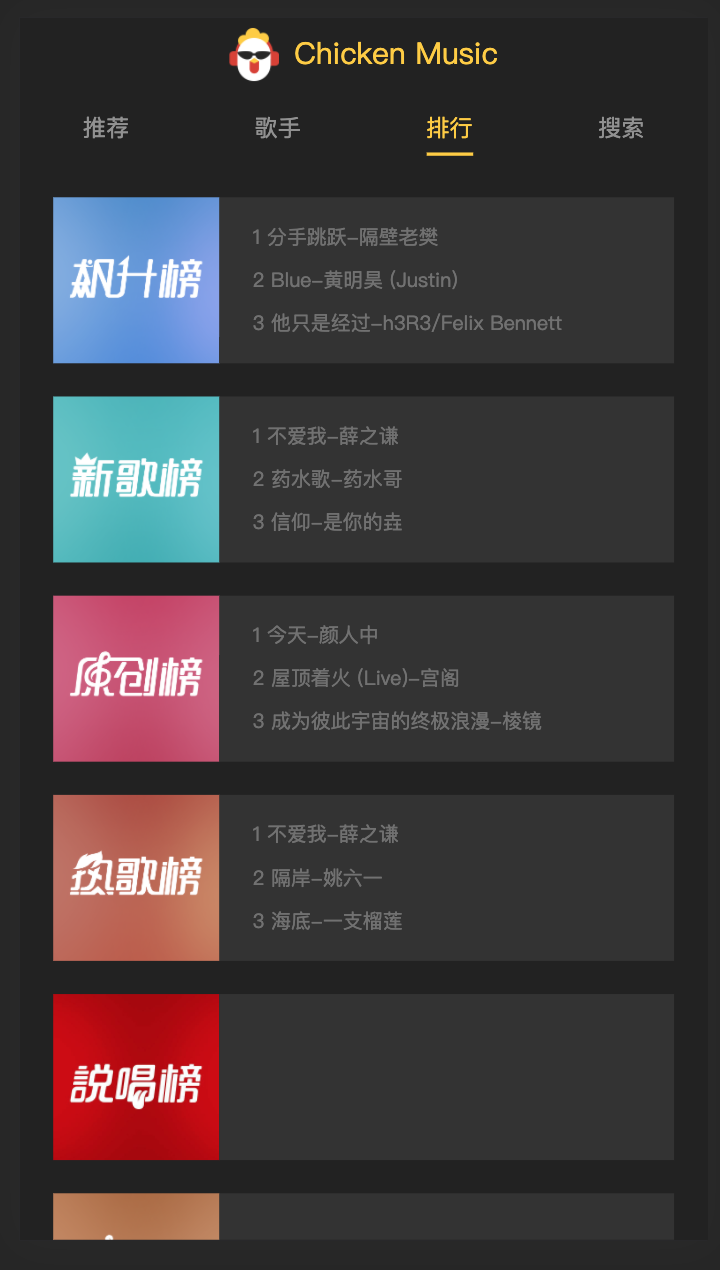 Chicken Music
推荐 歌手 排行 搜索
飙升榜
1 分手跳跃-隔壁老樊
2 Blue-黄明昊 (Justin)
3 他只是经过-h3R3/Felix Bennett
新歌榜
1 不爱我-薛之谦
2 药水歌-药水哥
3 信仰-是你的垚
原创榜
1 今天-颜人中
2 屋顶着火 (Live)-宫阁
3 成为彼此宇宙的终极浪漫-棱镜
热歌榜
1 不爱我-薛之谦
2 隔岸-姚六一
3 海底-一支榴莲
説唱榜